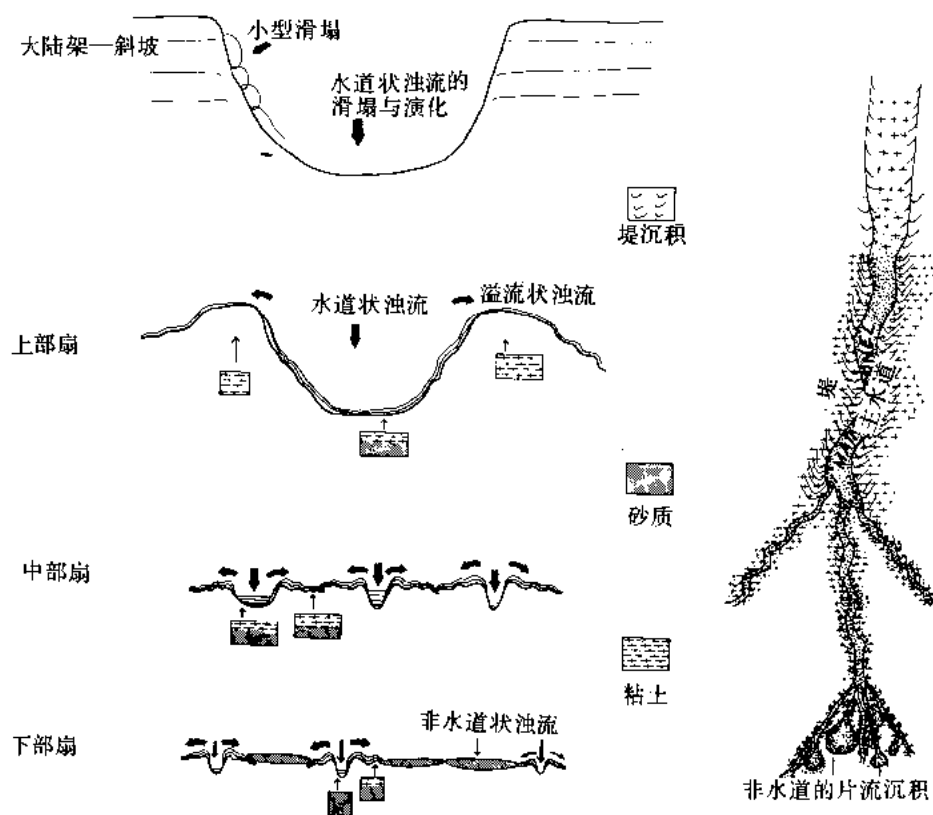 大陆架—斜坡
小型滑塌
水道状浊流的
滑塌与演化
堤沉积
上部扇
水道状浊流
溢流状浊流
堤
水道
砂质
中部扇
粘土
下部扇
非水道状浊流
非水道的片流沉积